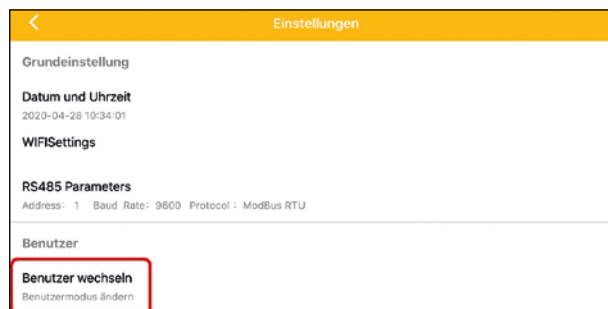 Einstellungen
Grundeinstellung
Datum und Uhrzeit
2020-04-28 10:34:01
WIFISettings
RS485 Parameters
Address: 1 Baud Rate: 9600 Protocol: ModBus RTU
Benutzer
Benutzer wechseln
Benutzermodus ändern